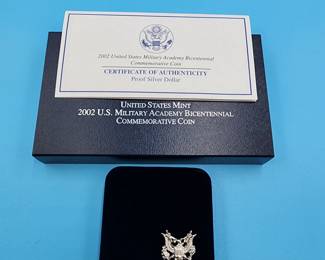 2002 United States Military Academy Bicentennial
Commemorative Coin
CERTIFICATE OF AUTHENTICITY
Proof Silver Dollar
UNITED STATES MINT
2002 U.S. MILITARY ACADEMY BICENTENNIAL
COMMEMORATIVE COIN